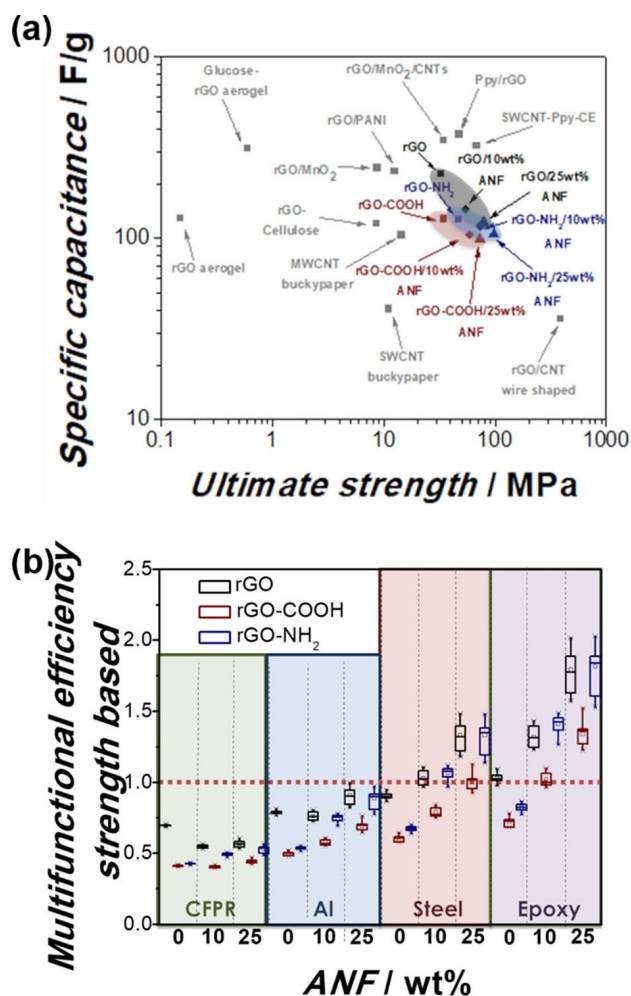 (a)
Specific capacitance / F/g
1000
100
10
Glucose-
rGO aerogel
rGO/MnO2/CNTs
Ppy/rGO
SWCNT-Ppy-CE
rGO/PANI
rGO
rGO/10wt%
ANF
rGO/25wt%
ANF
rGO/MnO2
rGO-NH2
rGO-COOH
rGO-NH2/10wt%
ANF
rGO-
Cellulose
rGO aerogel
MWCNT
buckypaper
rGO-COOH/10wt%
ANF
rGO-NH2/25wt%
ANF
rGO-COOH/25wt%
ANF
SWCNT
buckypaper
rGO/CNT
wire shaped
0.1 1 10 100 1000
Ultimate strength / MPa
(b)
Multifunctional efficiency
strength based
2.5
2.0
1.5
1.0
0.5
0.0
rGO
rGO-COOH
rGO-NH2
CFPR Al Steel Epoxy
0 10 25 0 10 25 0 10 25 0 10 25
ANF / wt%